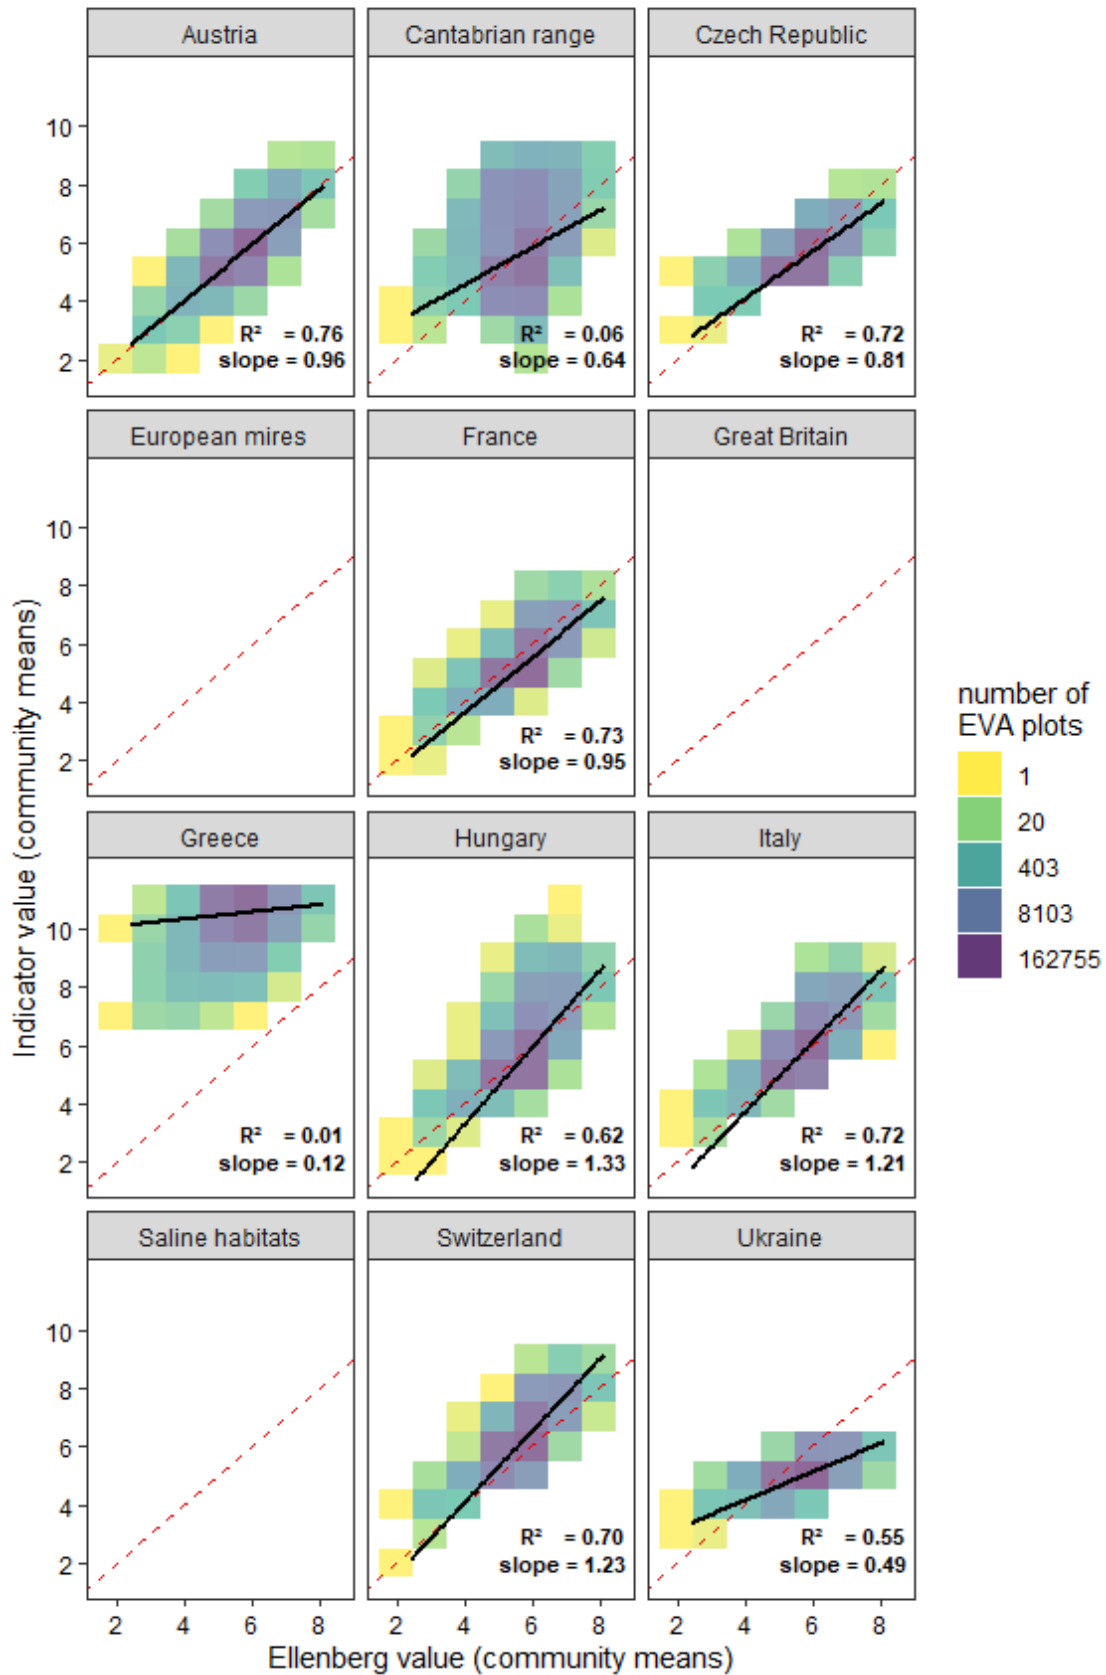 Austria Cantabrian range Czech Republic
10
8
6
4
2
R² = 0.76
slope = 0.96
R² = 0.06
slope = 0.64
R² = 0.72
slope = 0.81
European mires France Great Britain
10
8
6
4
2
R² = 0.73
slope = 0.95
Indicator value (community means)
Greece Hungary Italy
10
8
6
4
2
R² = 0.01
slope = 0.12
R² = 0.62
slope = 1.33
R² = 0.72
slope = 1.21
Saline habitats Switzerland Ukraine
10
8
6
4
2
R² = 0.70
slope = 1.23
R² = 0.55
slope = 0.49
2 4 6 8 2 4 6 8 2 4 6 8
Ellenberg value (community means)
number of
EVA plots
1
20
403
8103
162755